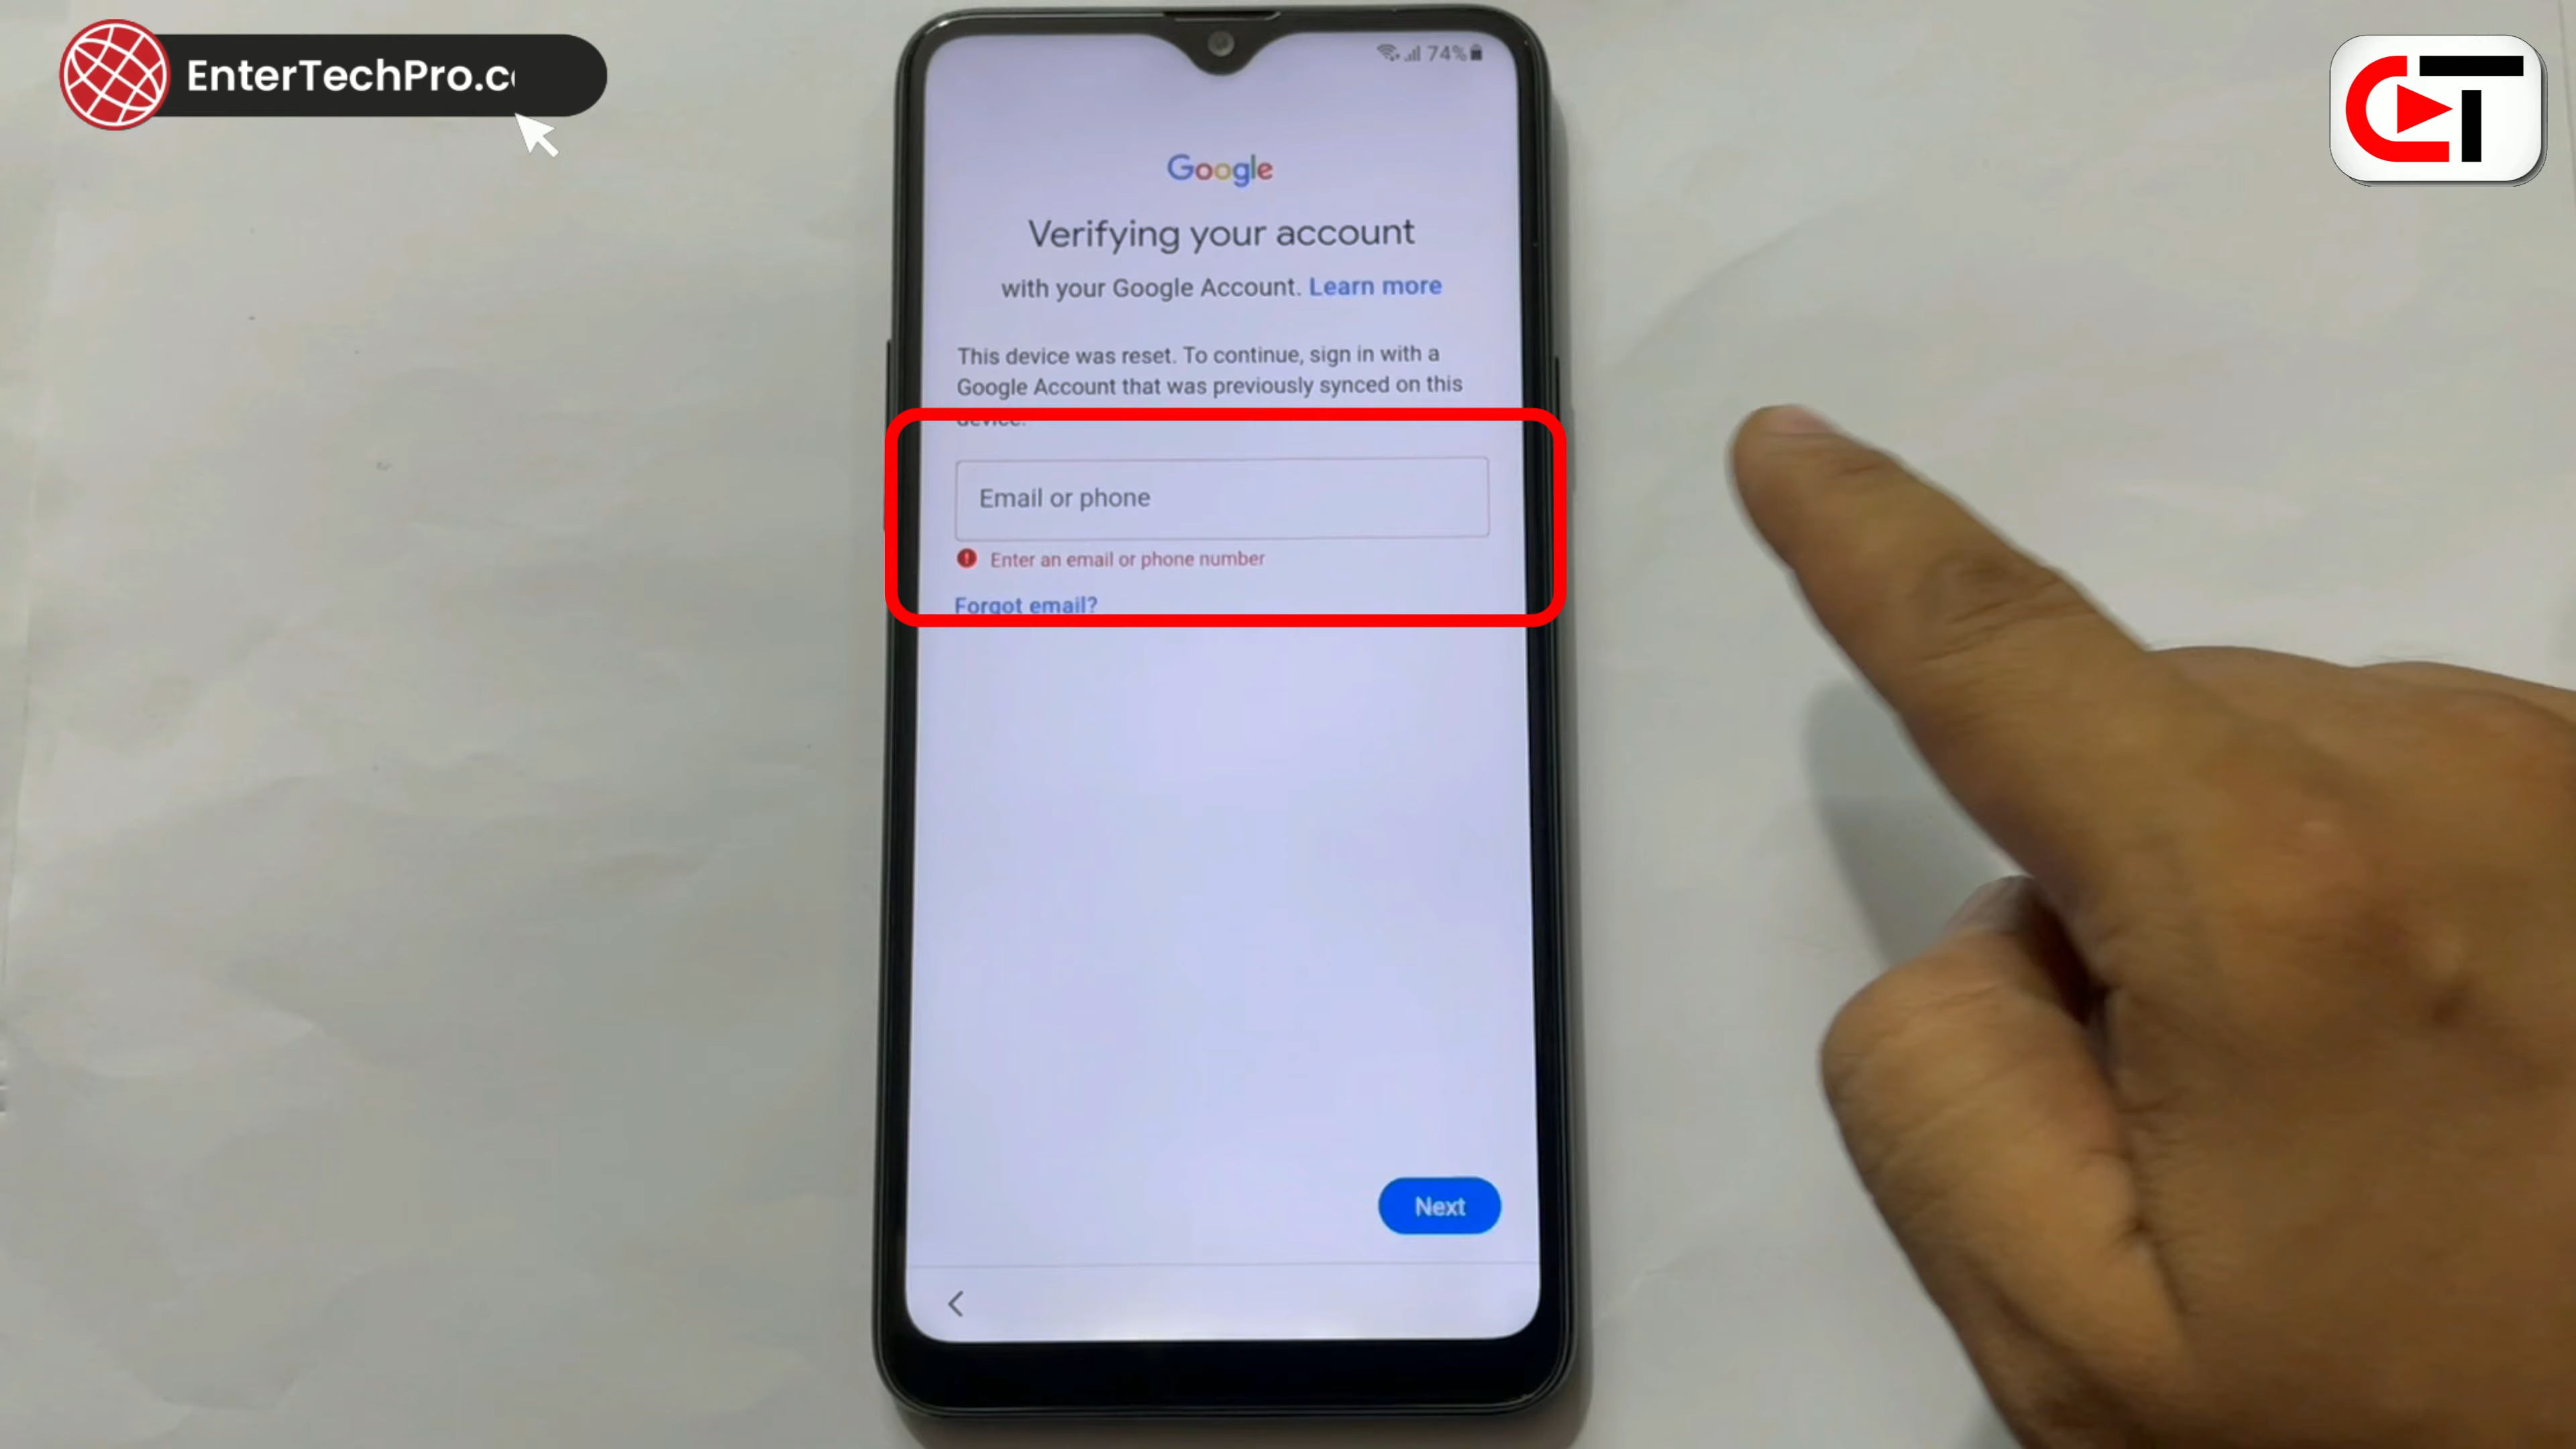 EnterTechPro.c
CT
74%
Google
Verifying your account
with your Google Account. Learn more
This device was reset. To continue, sign in with a
Google Account that was previously synced on this
device.
Email or phone
Enter an email or phone number
Forgot email?
Next